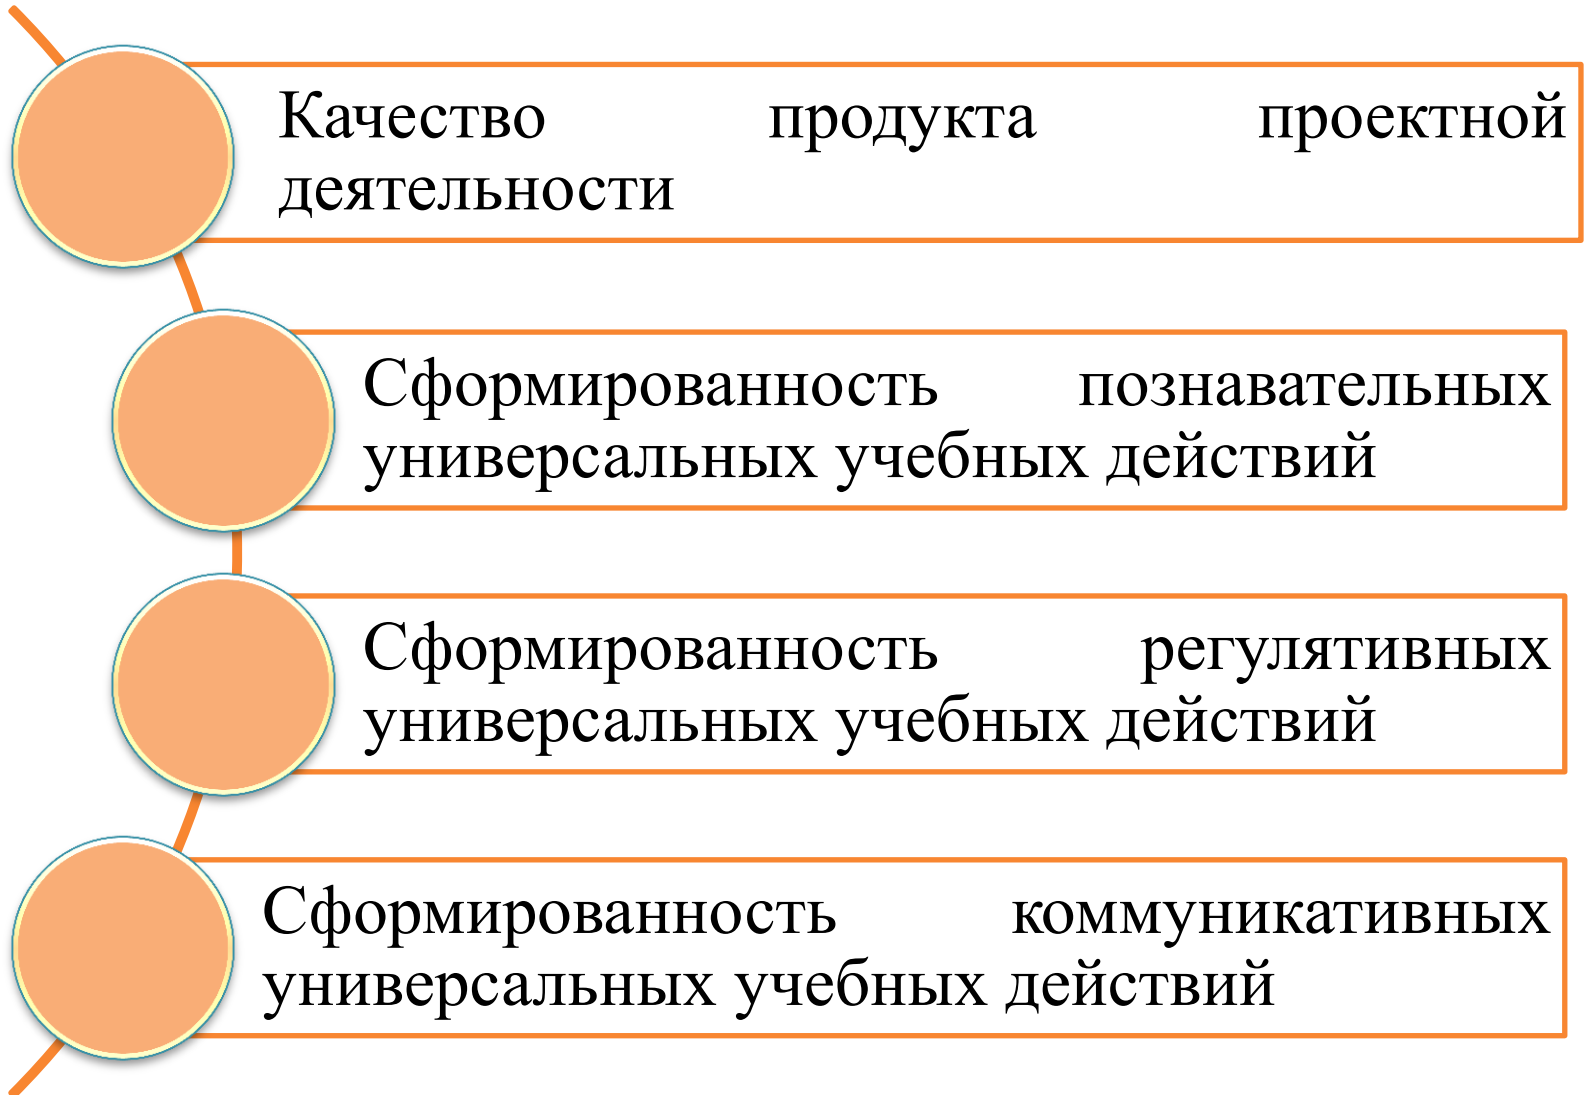 Качество продукта проектной
деятельности
Сформированность познавательных
универсальных учебных действий
Сформированность регулятивных
универсальных учебных действий
Сформированность коммуникативных
универсальных учебных действий